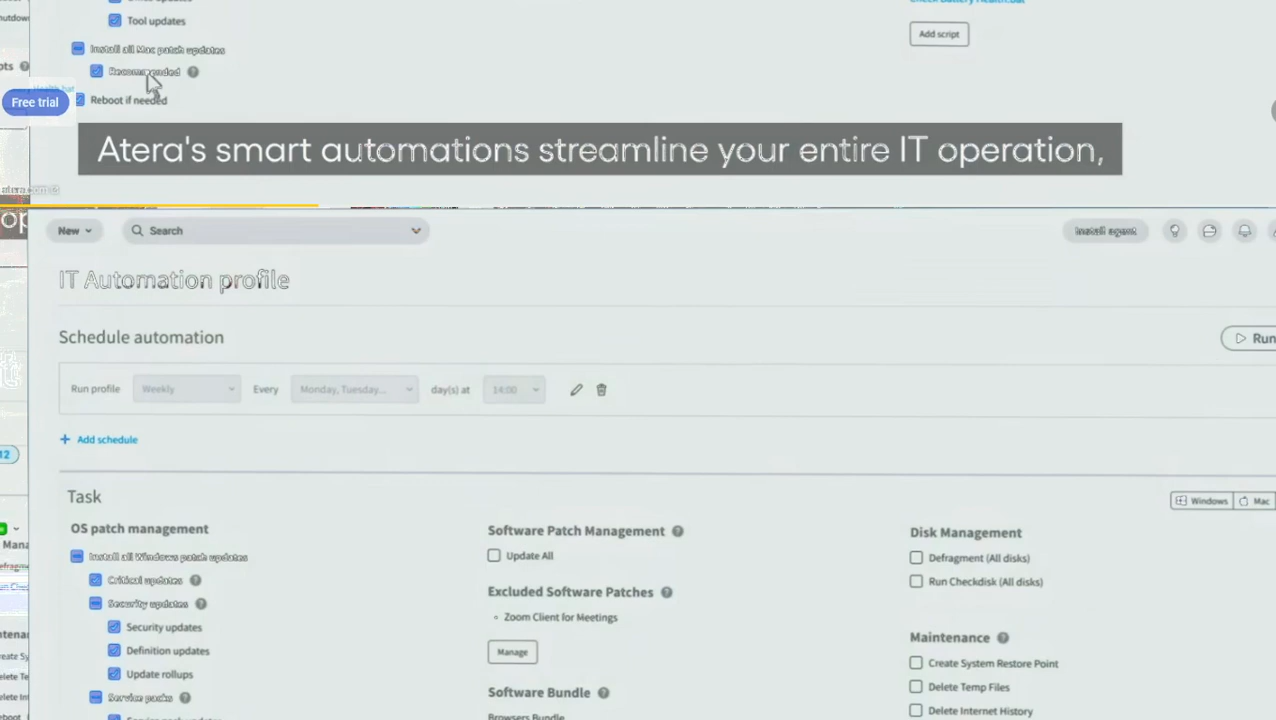 Tool updates
Install all Mac patch updates
Recommended
Reboot if needed
Add script
Free trial
Atera's smart automations streamline your entire IT operation,
New
Search
Install agent
IT Automation profile
Schedule automation
Run
Run profile Weekly Every Monday, Tuesday... day(s) at 14:00
Add schedule
Task
Windows Mac
OS patch management
Install all Windows patch updates
Critical updates
Security updates
Security updates
Definition updates
Update rollups
Service packs
Software Patch Management
Update All
Excluded Software Patches
Zoom Client for Meetings
Manage
Software Bundle
Browsers Bundle
Disk Management
Defragment (All disks)
Run Checkdisk (All disks)
Maintenance
Create System Restore Point
Delete Temp Files
Delete Internet History
12